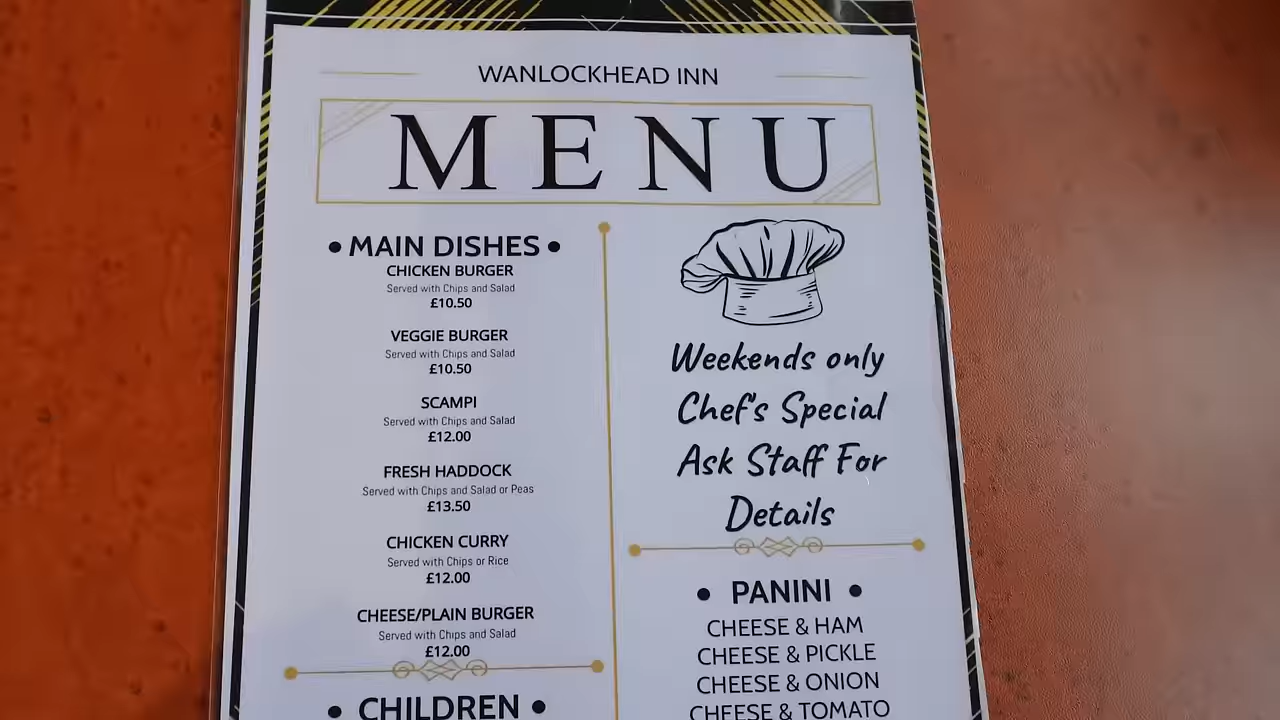 WANLOCKHEAD INN
MENU
• MAIN DISHES •
CHICKEN BURGER
Served with Chips and Salad
£10.50
VEGGIE BURGER
Served with Chips and Salad
£10.50
SCAMPI
Served with Chips and Salad
£12.00
FRESH HADDOCK
Served with Chips and Salad or Peas
£13.50
CHICKEN CURRY
Served with Chips or Rice
£12.00
CHEESE/PLAIN BURGER
Served with Chips and Salad
£12.00
• CHILDREN •
Weekends only
Chef's Special
Ask Staff For
Details
• PANINI •
CHEESE & HAM
CHEESE & PICKLE
CHEESE & ONION
CHEESE & TOMATO